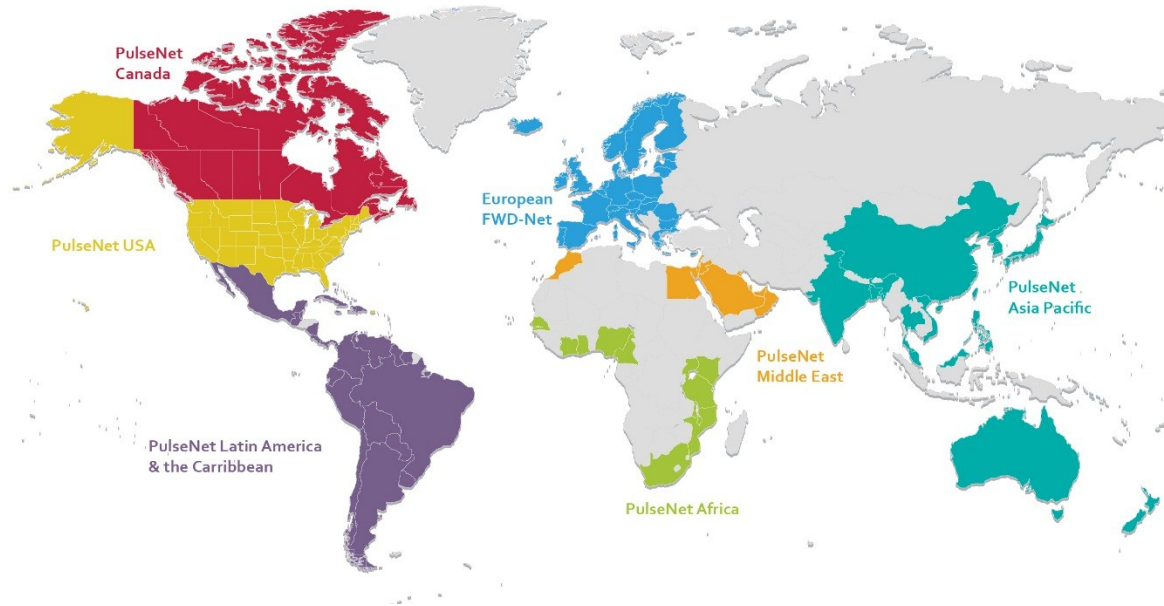 PulseNet
Canada
PulseNet USA
European
FWD-Net
PulseNet
Asia Pacific
PulseNet
Middle East
PulseNet Latin America
& the Carribbean
PulseNet Africa